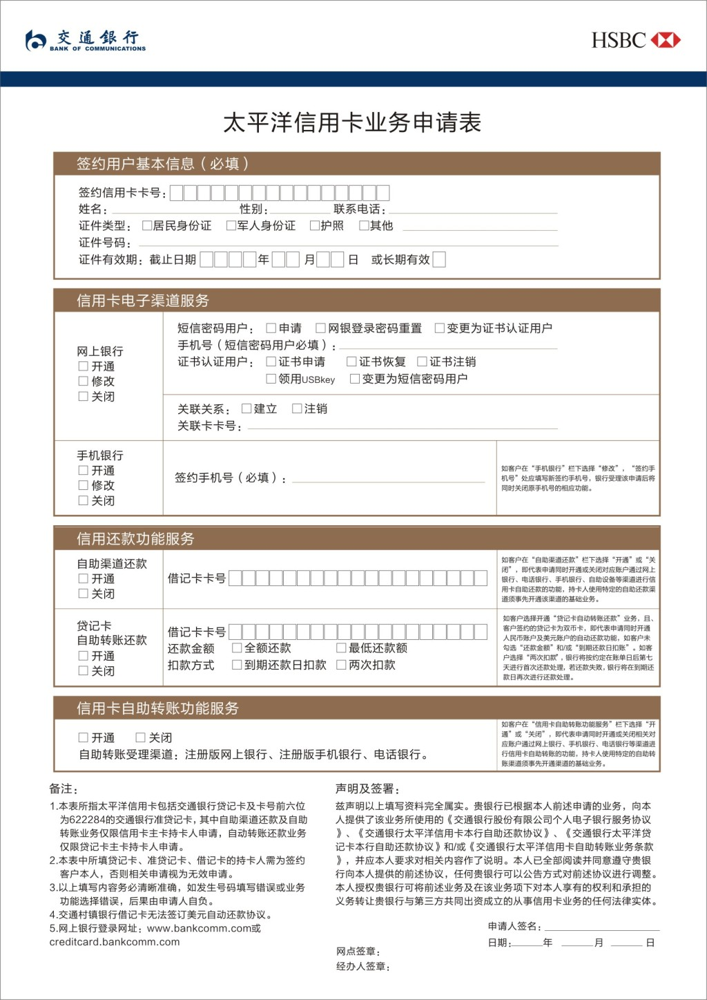 交通銀行
BANK OF COMMUNICATIONS
HSBC
太平洋信用卡业务申请表
签约用户基本信息（必填）
签约信用卡卡号：
姓名： 性别： 联系电话：
证件类型： □居民身份证 □军人身份证 □护照 □其他
证件号码：
证件有效期：截止日期 年 月 日 或长期有效
信用卡电子渠道服务
网上银行
□ 开通
□ 修改
□ 关闭
短信密码用户： □ 申请 □ 网银登录密码重置 □ 变更为证书认证用户
手机号（短信密码用户必填）：
证书认证用户： □ 证书申请 □ 证书恢复 □ 证书注销
□ 领用USBkey □ 变更为短信密码用户
关联关系： □ 建立 □ 注销
关联卡卡号：
手机银行
□ 开通
□ 修改
□ 关闭
签约手机号（必填）：
如客户在“手机银行”栏下选择“修改”，“签约手
机号”处应填写新签约手机号，银行受理该申请后将
同时关闭原手机号的相应功能。
信用还款功能服务
自助渠道还款
□ 开通
□ 关闭
借记卡卡号
如客户在“自助渠道还款”栏下选择“开通”或“关
闭”，即代表申请同时开通或关闭对应账户通过网上
银行、电话银行、手机银行、自助设备等渠道进行信
用卡自助还款的功能，持卡人使用特定的自助还款渠
道须事先开通该渠道的基础业务。
贷记卡
自助转账还款
□ 开通
□ 关闭
借记卡卡号
还款金额 □ 全额还款 □ 最低还款额
扣款方式 □ 到期还款日扣款 □ 两次扣款
如客户选择开通“贷记卡自动转账还款”业务，且、
客户签约的贷记卡为双币卡，即代表申请同时开通
人民币账户及美元账户的自动还款功能，如客户未
勾选“还款金额”和/或“到期还款日扣账”。如客
户选择“两次扣款”，银行将按约定在账单日后第七
天进行首次还款处理，若还款失败，银行将在到期还
款日再次进行还款处理。
信用卡自助转账功能服务
□ 开通 □ 关闭
自助转账受理渠道：注册版网上银行、注册版手机银行、电话银行。
如客户在“信用卡自助转账功能服务”栏下选择“开
通”或“关闭”，即代表申请同时开通或关闭相关对
应账户通过网上银行、手机银行、电话银行等渠道进
行信用卡自助转账的功能，持卡人使用特定的自助转
账渠道须事先开通渠道的基础业务。
备注：
1.本表所指太平洋信用卡包括交通银行贷记卡及卡号前六位
为622284的交通银行准贷记卡，其中自助渠道还款及自助
转账业务仅限信用卡主卡持卡人申请，自动转账还款业务
仅限贷记卡主卡持卡人申请。
2.本表中所填贷记卡、准贷记卡、借记卡的持卡人需为签约
客户本人，否则相关申请视为无效申请。
3.以上填写内容务必清晰准确，如发生号码填写错误或业务
功能选择错误，后果由申请人自负。
4.交通村镇银行借记卡无法签订美元自动还款协议。
5.网上银行登录网址：www.bankcomm.com或
creditcard.bankcomm.com
声明及签署：
兹声明以上填写资料完全属实。贵银行已根据本人前述申请的业务，向本
人提供了该业务所使用的《交通银行股份有限公司个人电子银行服务协议
》、《交通银行太平洋信用卡本行自助还款协议》、《交通银行太平洋贷
记卡本行自助还款协议》和/或《交通银行太平洋信用卡自助转账业务条款
》，并应本人要求对相关内容作了说明。本人已全部阅读并同意遵守贵银
行向本人提供的前述协议，任何贵银行可以公告方式对前述协议进行调整。
本人授权贵银行可将前述业务及在该业务项下对本人享有的权利和承担的
义务转让贵银行与第三方共同出资成立的从事信用卡业务的任何法律实体。
申请人签名：
日期： 年 月 日
网点签章：
经办人签章：